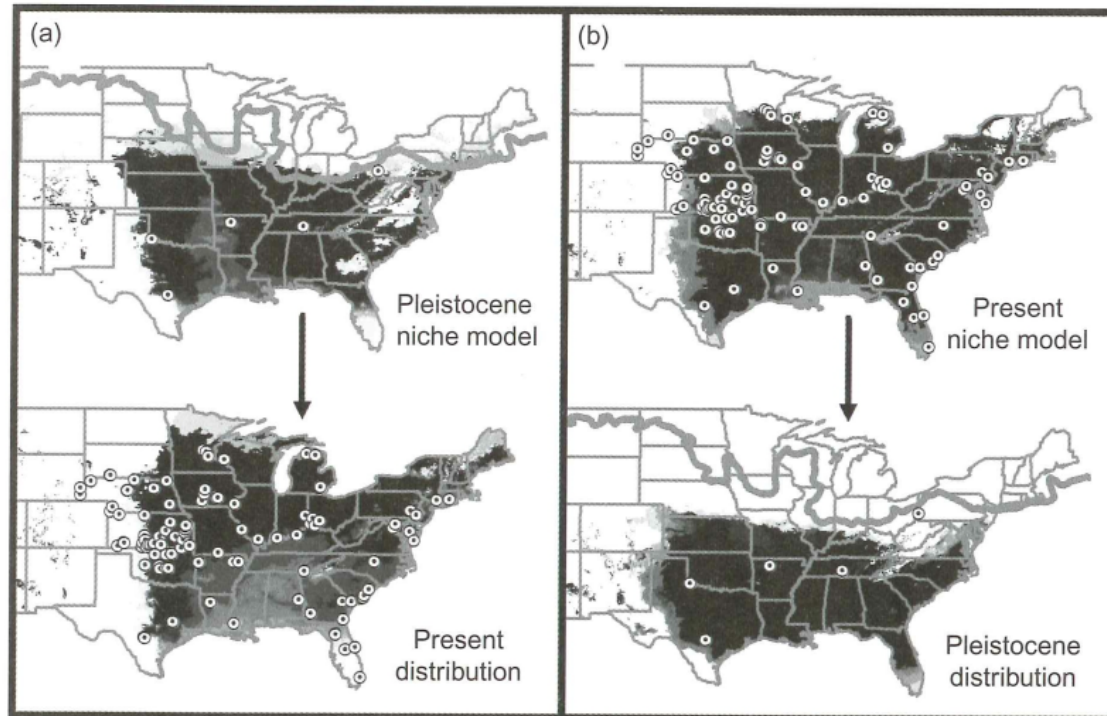 (a)
Pleistocene
niche model
Present
distribution
(b)
Present
niche model
Pleistocene
distribution